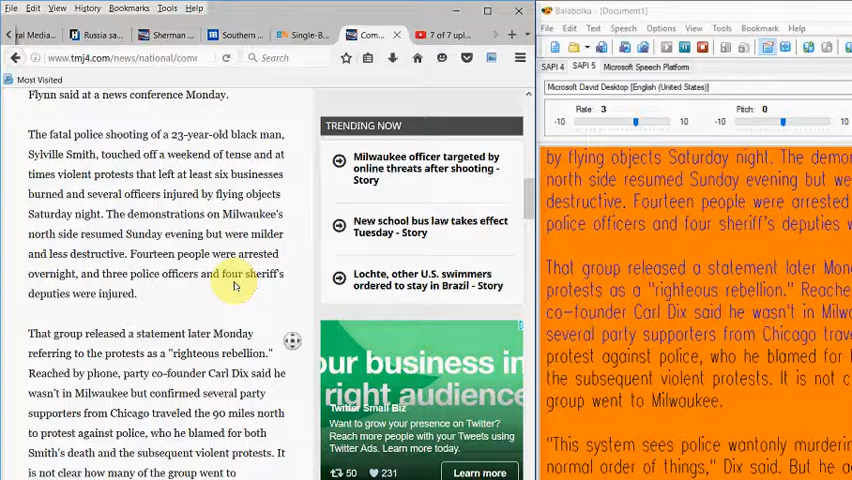 File Edit View History Bookmarks Tools Help
ral Media... Russia sa... Sherman ... Southern ... Single-B... Com... 7 of 7 upl...
www.tmj4.com/news/national/comr Search
Most Visited
Flynn said at a news conference Monday.
The fatal police shooting of a 23-year-old black man,
Sylville Smith, touched off a weekend of tense and at
times violent protests that left at least six businesses
burned and several officers injured by flying objects
Saturday night. The demonstrations on Milwaukee's
north side resumed Sunday evening but were milder
and less destructive. Fourteen people were arrested
overnight, and three police officers and four sheriff's
deputies were injured.
That group released a statement later Monday
referring to the protests as a "righteous rebellion."
Reached by phone, party co-founder Carl Dix said he
wasn't in Milwaukee but confirmed several party
supporters from Chicago traveled the 90 miles north
to protest against police, who he blamed for both
Smith's death and the subsequent violent protests. It
is not clear how many of the group went to
TRENDING NOW
Milwaukee officer targeted by
online threats after shooting -
Story
New school bus law takes effect
Tuesday - Story
Lochte, other U.S. swimmers
ordered to stay in Brazil - Story
our business in
right audience
Twitter Small Biz
Want to grow your presence on Twitter?
Reach more people with your Tweets using
Twitter Ads. Learn more today.
50 231
Learn more
Balabolka - [Document1]
File Edit Text Speech Options View Bookmark Tools
SAPI 4 SAPI 5 Microsoft Speech Platform
Microsoft David Desktop [English (United States)]
Rate: 3 Pitch: 0
-10 10 -10
by flying objects Saturday night. The demon
north side resumed Sunday evening but we
destructive. Fourteen people were arrested
police officers and four sheriff's deputies w
That group released a statement later Mon
protests as a "righteous rebellion." Reache
co-founder Carl Dix said he wasn't in Milwa
several party supporters from Chicago trave
protest against police, who he blamed for b
the subsequent violent protests. It is not c
group went to Milwaukee.
"This system sees police wantonly murderin
normal order of things," Dix said. But he a